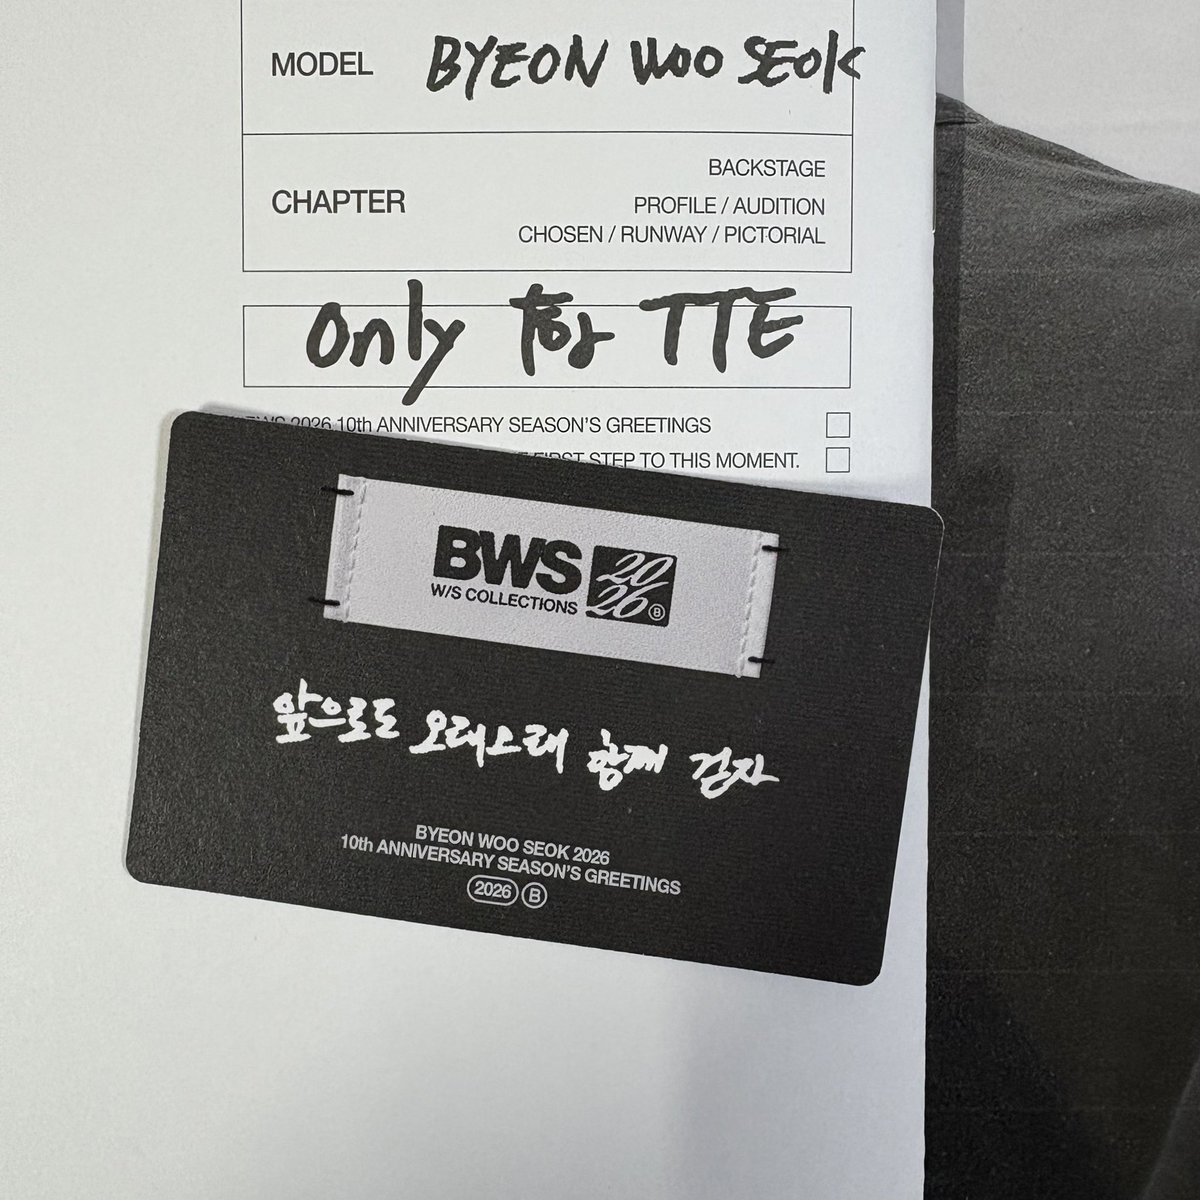 MODEL BYEON WOO SEOK
CHAPTER
BACKSTAGE
PROFILE / AUDITION
CHOSEN / RUNWAY / PICTORIAL
Only for TTE
BWS 2026 10th ANNIVERSARY SEASON'S GREETINGS
FIRST STEP TO THIS MOMENT.
BWS 2026 B
W/S COLLECTIONS
앞으로도 오래오래 함께 걷자
BYEON WOO SEOK 2026
10th ANNIVERSARY SEASON'S GREETINGS
2026 B